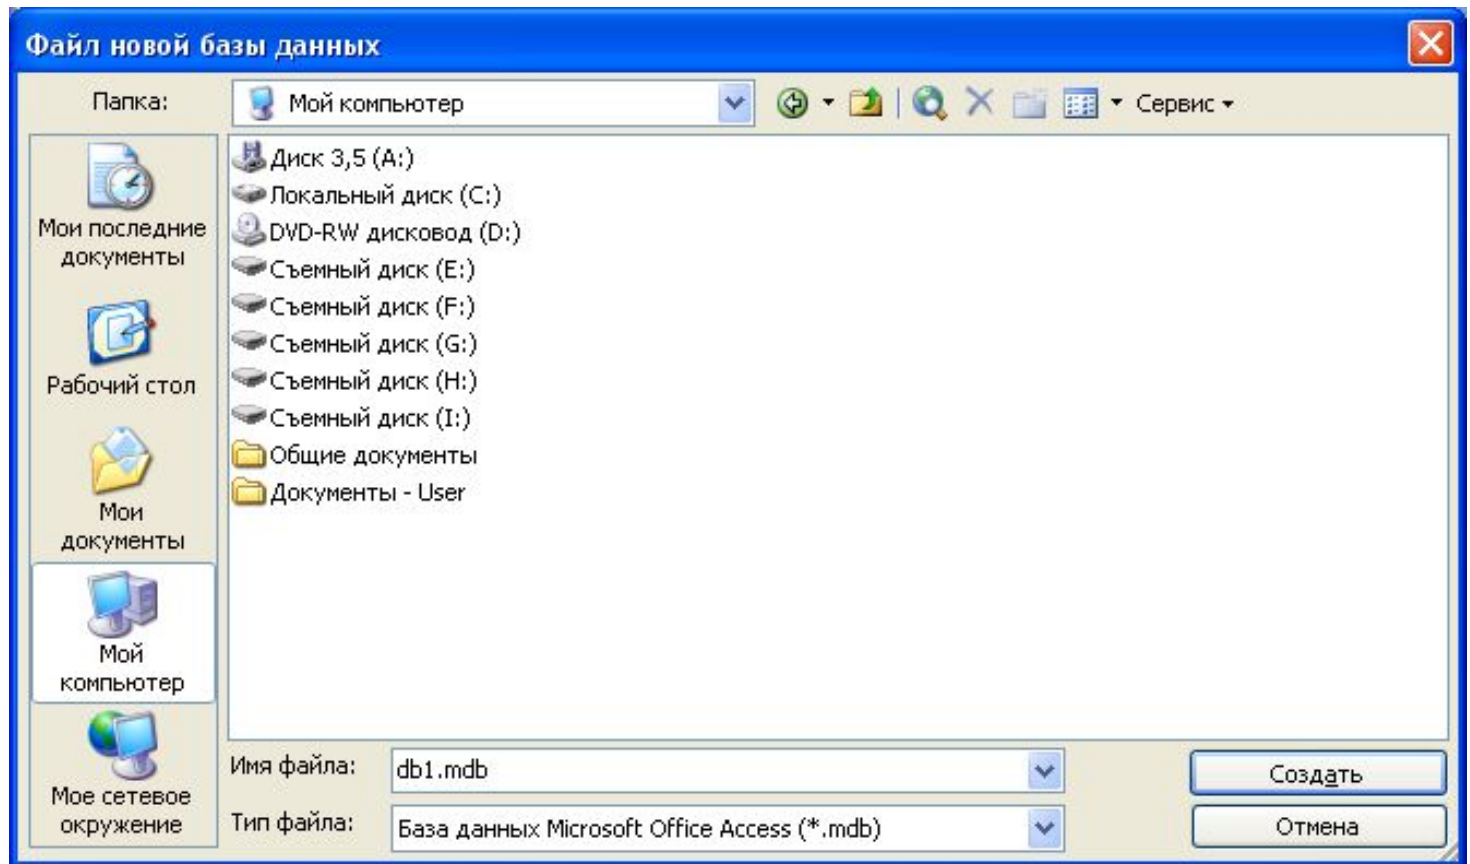 Файл новой базы данных
Папка:
Мой компьютер
Сервис
Диск 3,5 (A:)
Локальный диск (C:)
DVD-RW дисковод (D:)
Съемный диск (E:)
Съемный диск (F:)
Съемный диск (G:)
Съемный диск (H:)
Съемный диск (I:)
Общие документы
Документы - User
Мои последние
документы
Рабочий стол
Мои
документы
Мой
компьютер
Мое сетевое
окружение
Имя файла:
db1.mdb
Создать
Тип файла:
База данных Microsoft Office Access (*.mdb)
Отмена